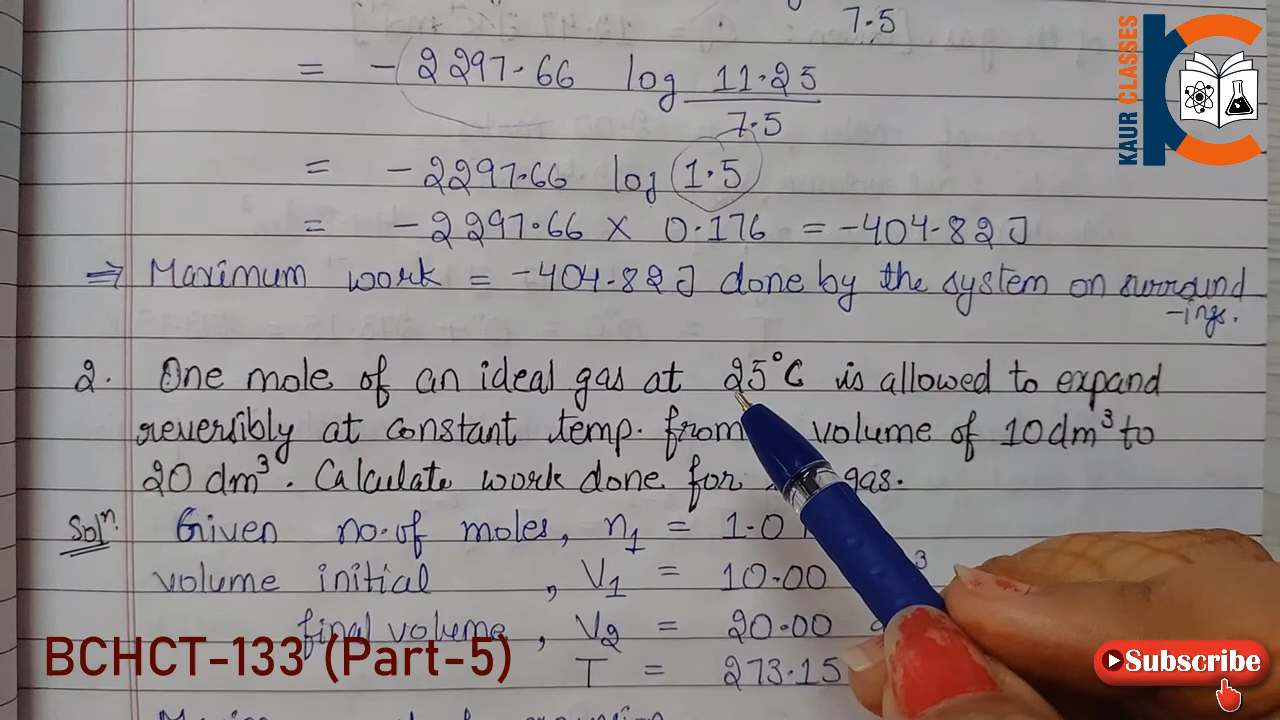 7.5
= - 2297.66 log 11.25
7.5
= - 2297.66 log 1.5
= - 2297.66 × 0.176 = -404.82J
⇒ Maximum work = -404.82J done by the system on surround
-ings.
2. One mole of an ideal gas at 25°C is allowed to expand
reversibly at constant temp. from volume of 10dm³ to
20 dm³. Calculate work done for gas.
Solⁿ. Given no.of moles, n₁ = 1.0
volume initial , V₁ = 10.00 3
final volume, V₂ = 20.00
T = 273.15
KAUR CLASSES
BCHCT-133 (Part-5)
Subscribe